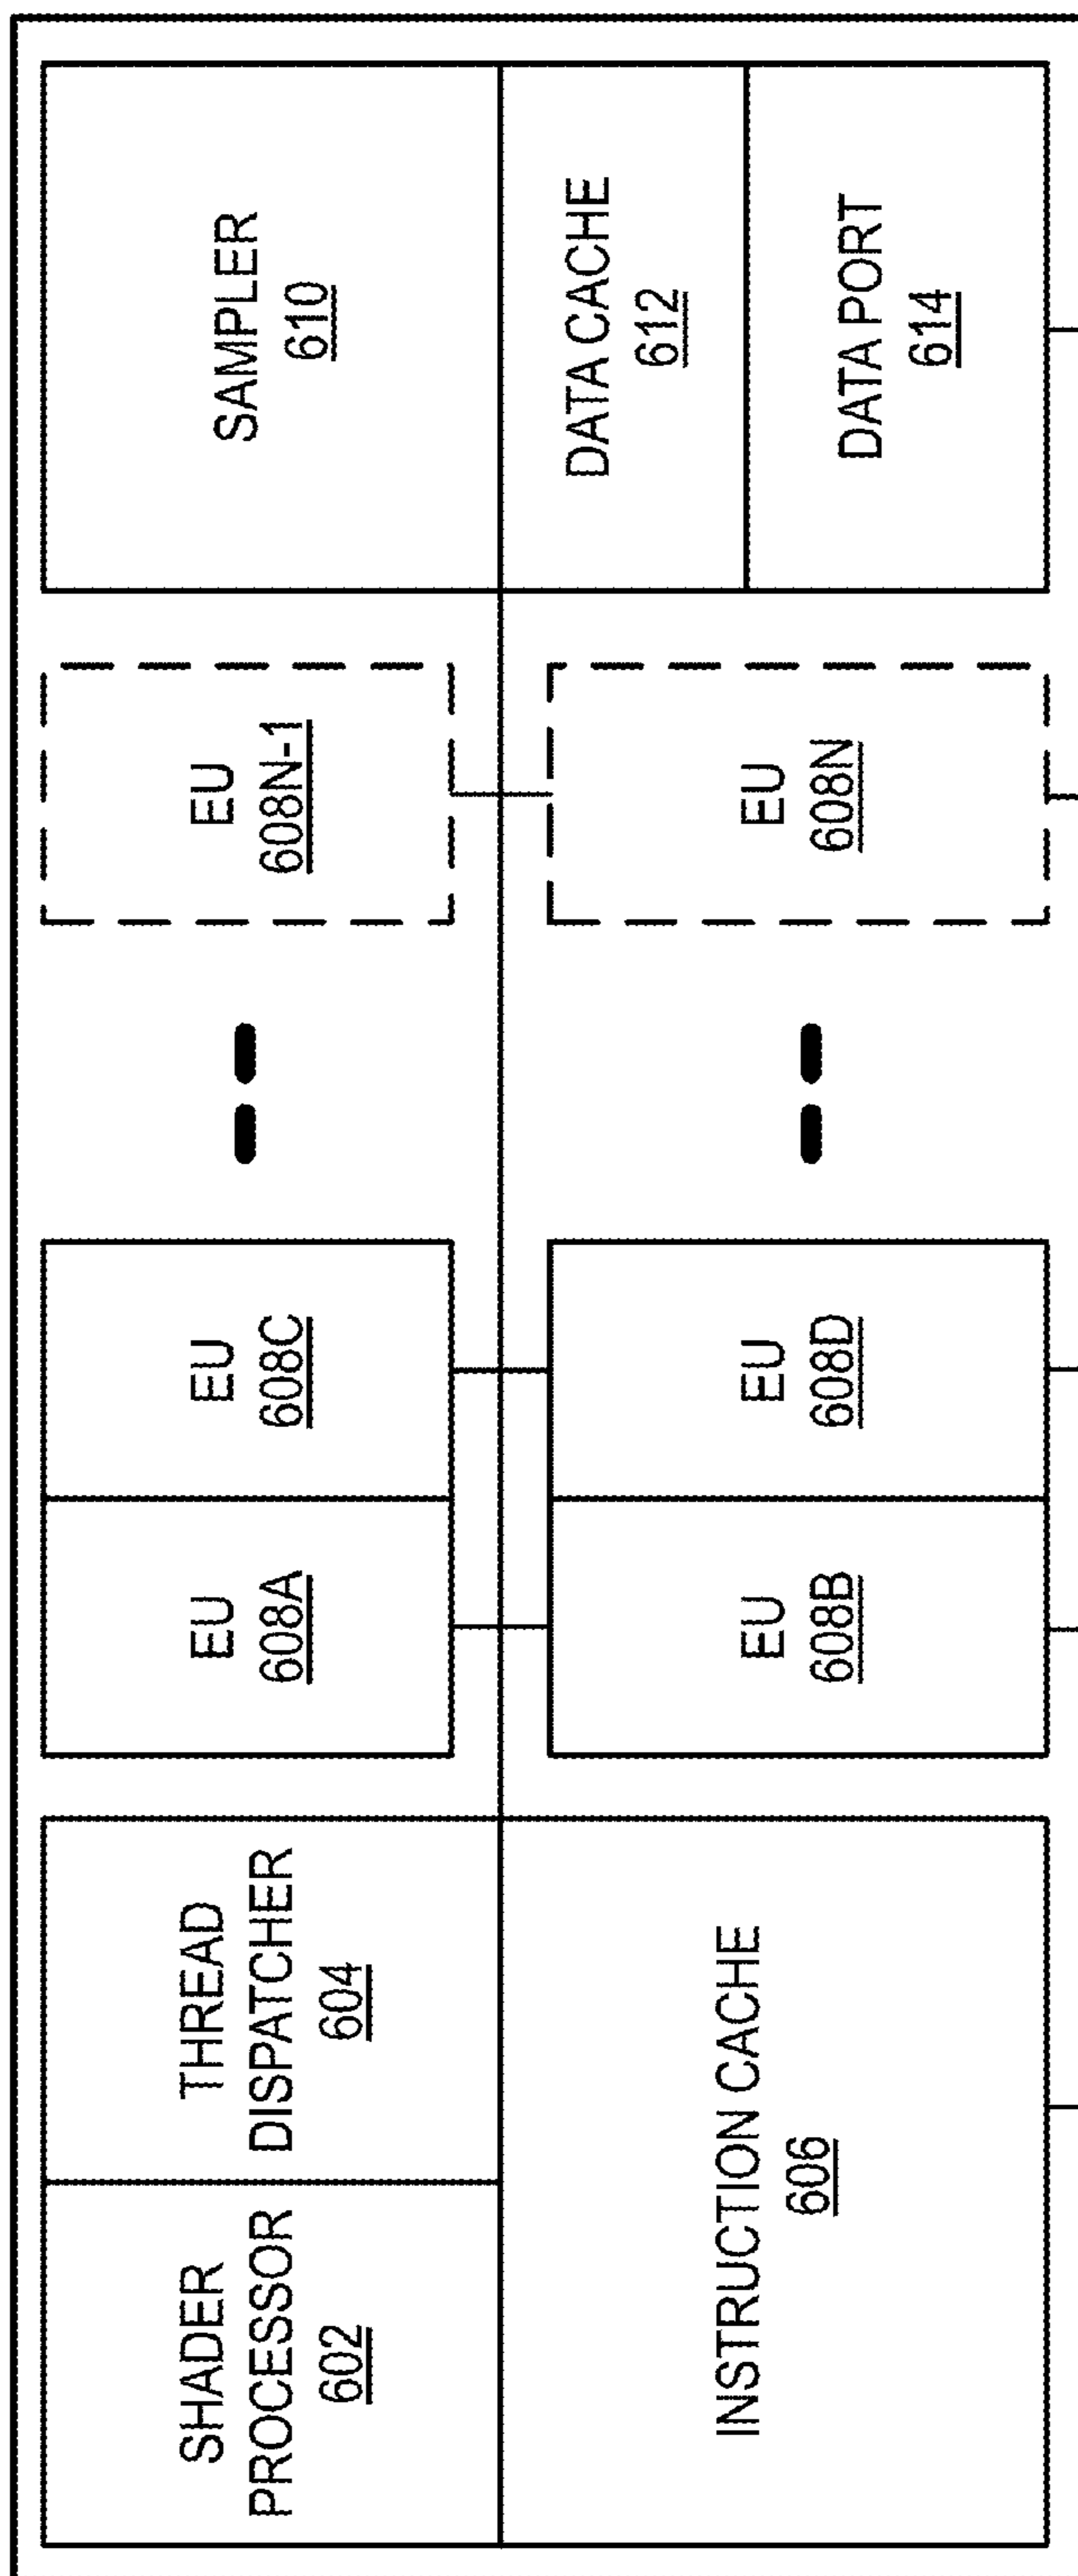 SHADER
PROCESSOR
602
THREAD
DISPATCHER
604
INSTRUCTION CACHE
606
EU
608A
EU
608C
EU
608B
EU
608D
EU
608N-1
EU
608N
SAMPLER
610
DATA CACHE
612
DATA PORT
614